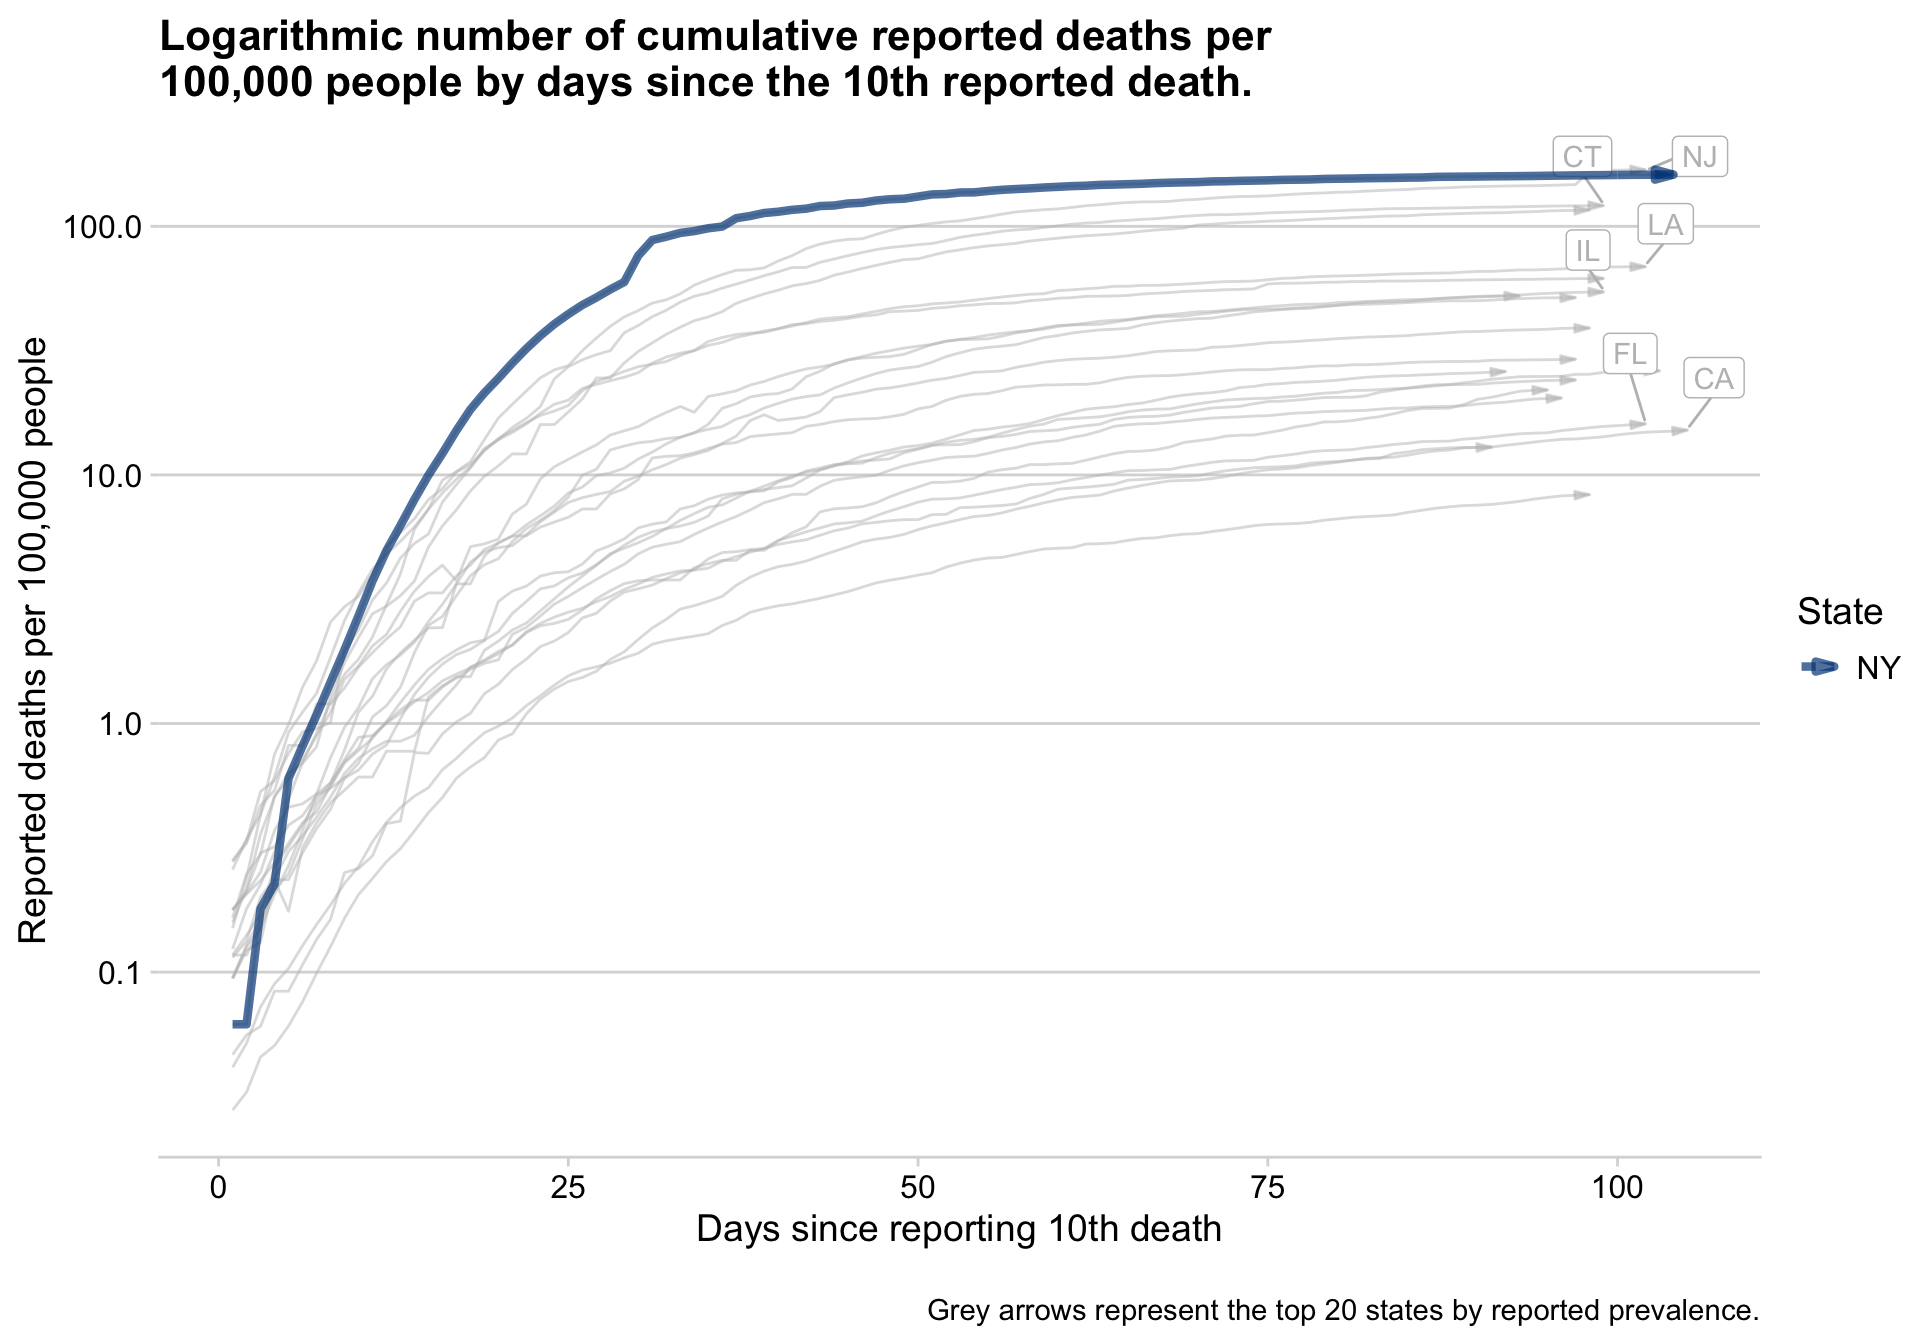 Logarithmic number of cumulative reported deaths per
100,000 people by days since the 10th reported death.
CT
NJ
100.0
LA
IL
FL
CA
10.0
1.0
0.1
Reported deaths per 100,000 people
State
NY
0
25
50
75
100
Days since reporting 10th death
Grey arrows represent the top 20 states by reported prevalence.